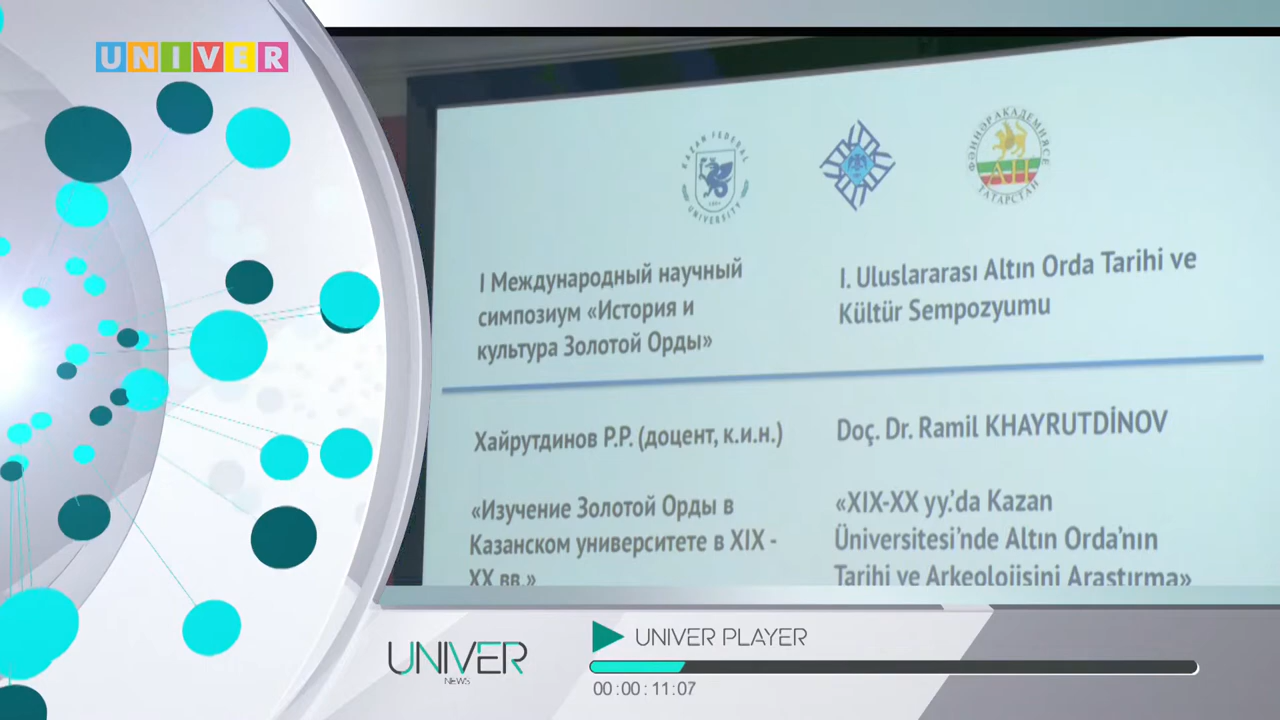 UNIVER
KAZAN FEDERAL
UNIVERSITY
ФӘННӘР АКАДЕМИЯСЕ
АН
ТАТАРСТАН
I Международный научный
симпозиум «История и
культура Золотой Орды»
I. Uluslararası Altın Orda Tarihi ve
Kültür Sempozyumu
Хайрутдинов Р.Р. (доцент, к.и.н.)
Doç. Dr. Ramil KHAYRUTDİNOV
«Изучение Золотой Орды в
Казанском университете в XIX -
XX вв.»
«XIX-XX yy.'da Kazan
Üniversitesi'nde Altın Orda'nın
Tarihi ve Arkeolojisini Araştırma»
UNIVER
NEWS
UNIVER PLAYER
00:00:11:07